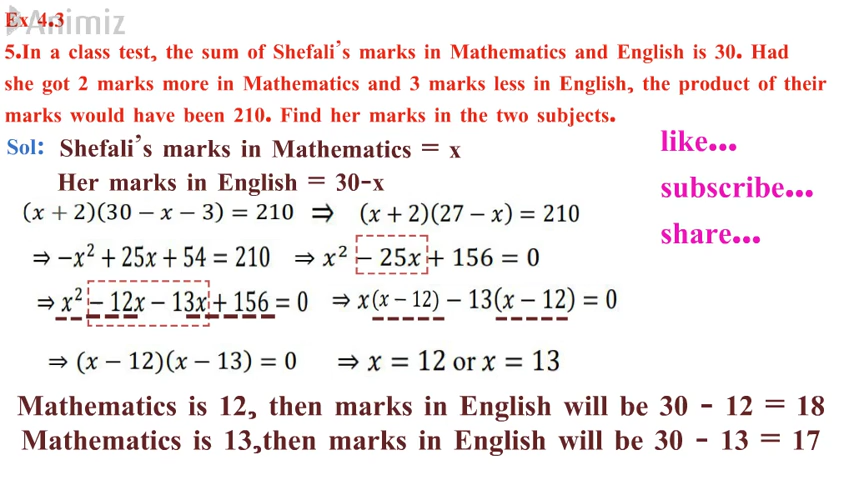 Animiz
Ex 4.3
5.In a class test, the sum of Shefali's marks in Mathematics and English is 30. Had
she got 2 marks more in Mathematics and 3 marks less in English, the product of their
marks would have been 210. Find her marks in the two subjects.
Sol: Shefali's marks in Mathematics = x
Her marks in English = 30-x
(x + 2)(30 − x − 3) = 210 ⇒ (x + 2)(27 − x) = 210
⇒ −x² + 25x + 54 = 210 ⇒ x² − 25x + 156 = 0
⇒ x² − 12x − 13x + 156 = 0 ⇒ x(x − 12) − 13(x − 12) = 0
⇒ (x − 12)(x − 13) = 0 ⇒ x = 12 or x = 13
Mathematics is 12, then marks in English will be 30 - 12 = 18
Mathematics is 13,then marks in English will be 30 - 13 = 17
like...
subscribe...
share...